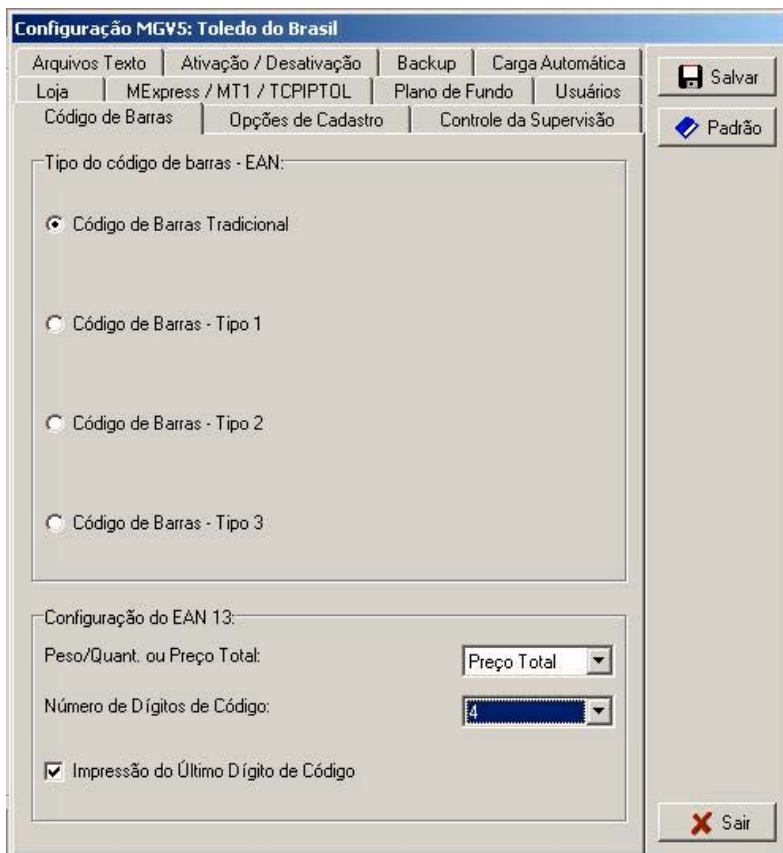 Configuração MGV5: Toledo do Brasil
Arquivos Texto Ativação / Desativação Backup Carga Automática
Loja MExpress / MT1 / TCPIPTOL Plano de Fundo Usuários
Código de Barras Opções de Cadastro Controle da Supervisão
Salvar
Padrão
Tipo do código de barras - EAN:
Código de Barras Tradicional
Código de Barras - Tipo 1
Código de Barras - Tipo 2
Código de Barras - Tipo 3
Configuração do EAN 13:
Peso/Quant. ou Preço Total: Preço Total
Número de Dígitos de Código: 4
Impressão do Último Dígito de Código
Sair